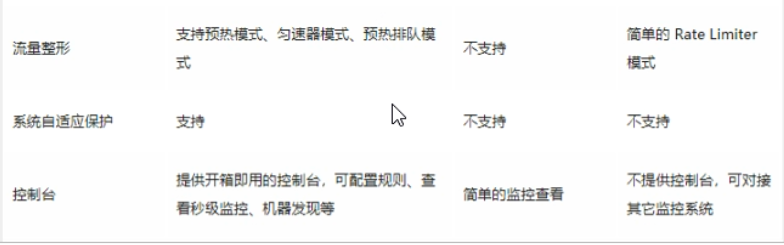 流量整形
支持预热模式、匀速器模式、预热排队模
式
不支持
简单的 Rate Limiter
模式
系统自适应保护
支持
不支持
不支持
控制台
提供开箱即用的控制台，可配置规则、查
看秒级监控、机器发现等
简单的监控查看
不提供控制台，可对接
其它监控系统